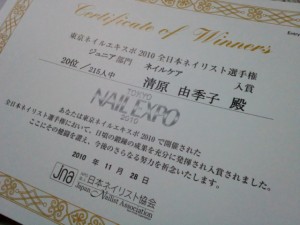 Certificate of Winners
東京ネイルエキスポ 2010 全日本ネイリスト選手権
ジュニア部門 ネイルケア
20位/215人中 入賞
清原 由季子 殿
TOKYO
NAIL EXPO
2010
あなたは東京ネイルエキスポ 2010 で開催された
全日本ネイリスト選手権において、日頃の鍛錬の成果を充分に発揮され入賞されました。
ここにその健闘を讃え、今後のさらなる努力を祈念いたします。
2010 年 11 月 28 日
jna
日本ネイリスト協会
Japan Nailist Association